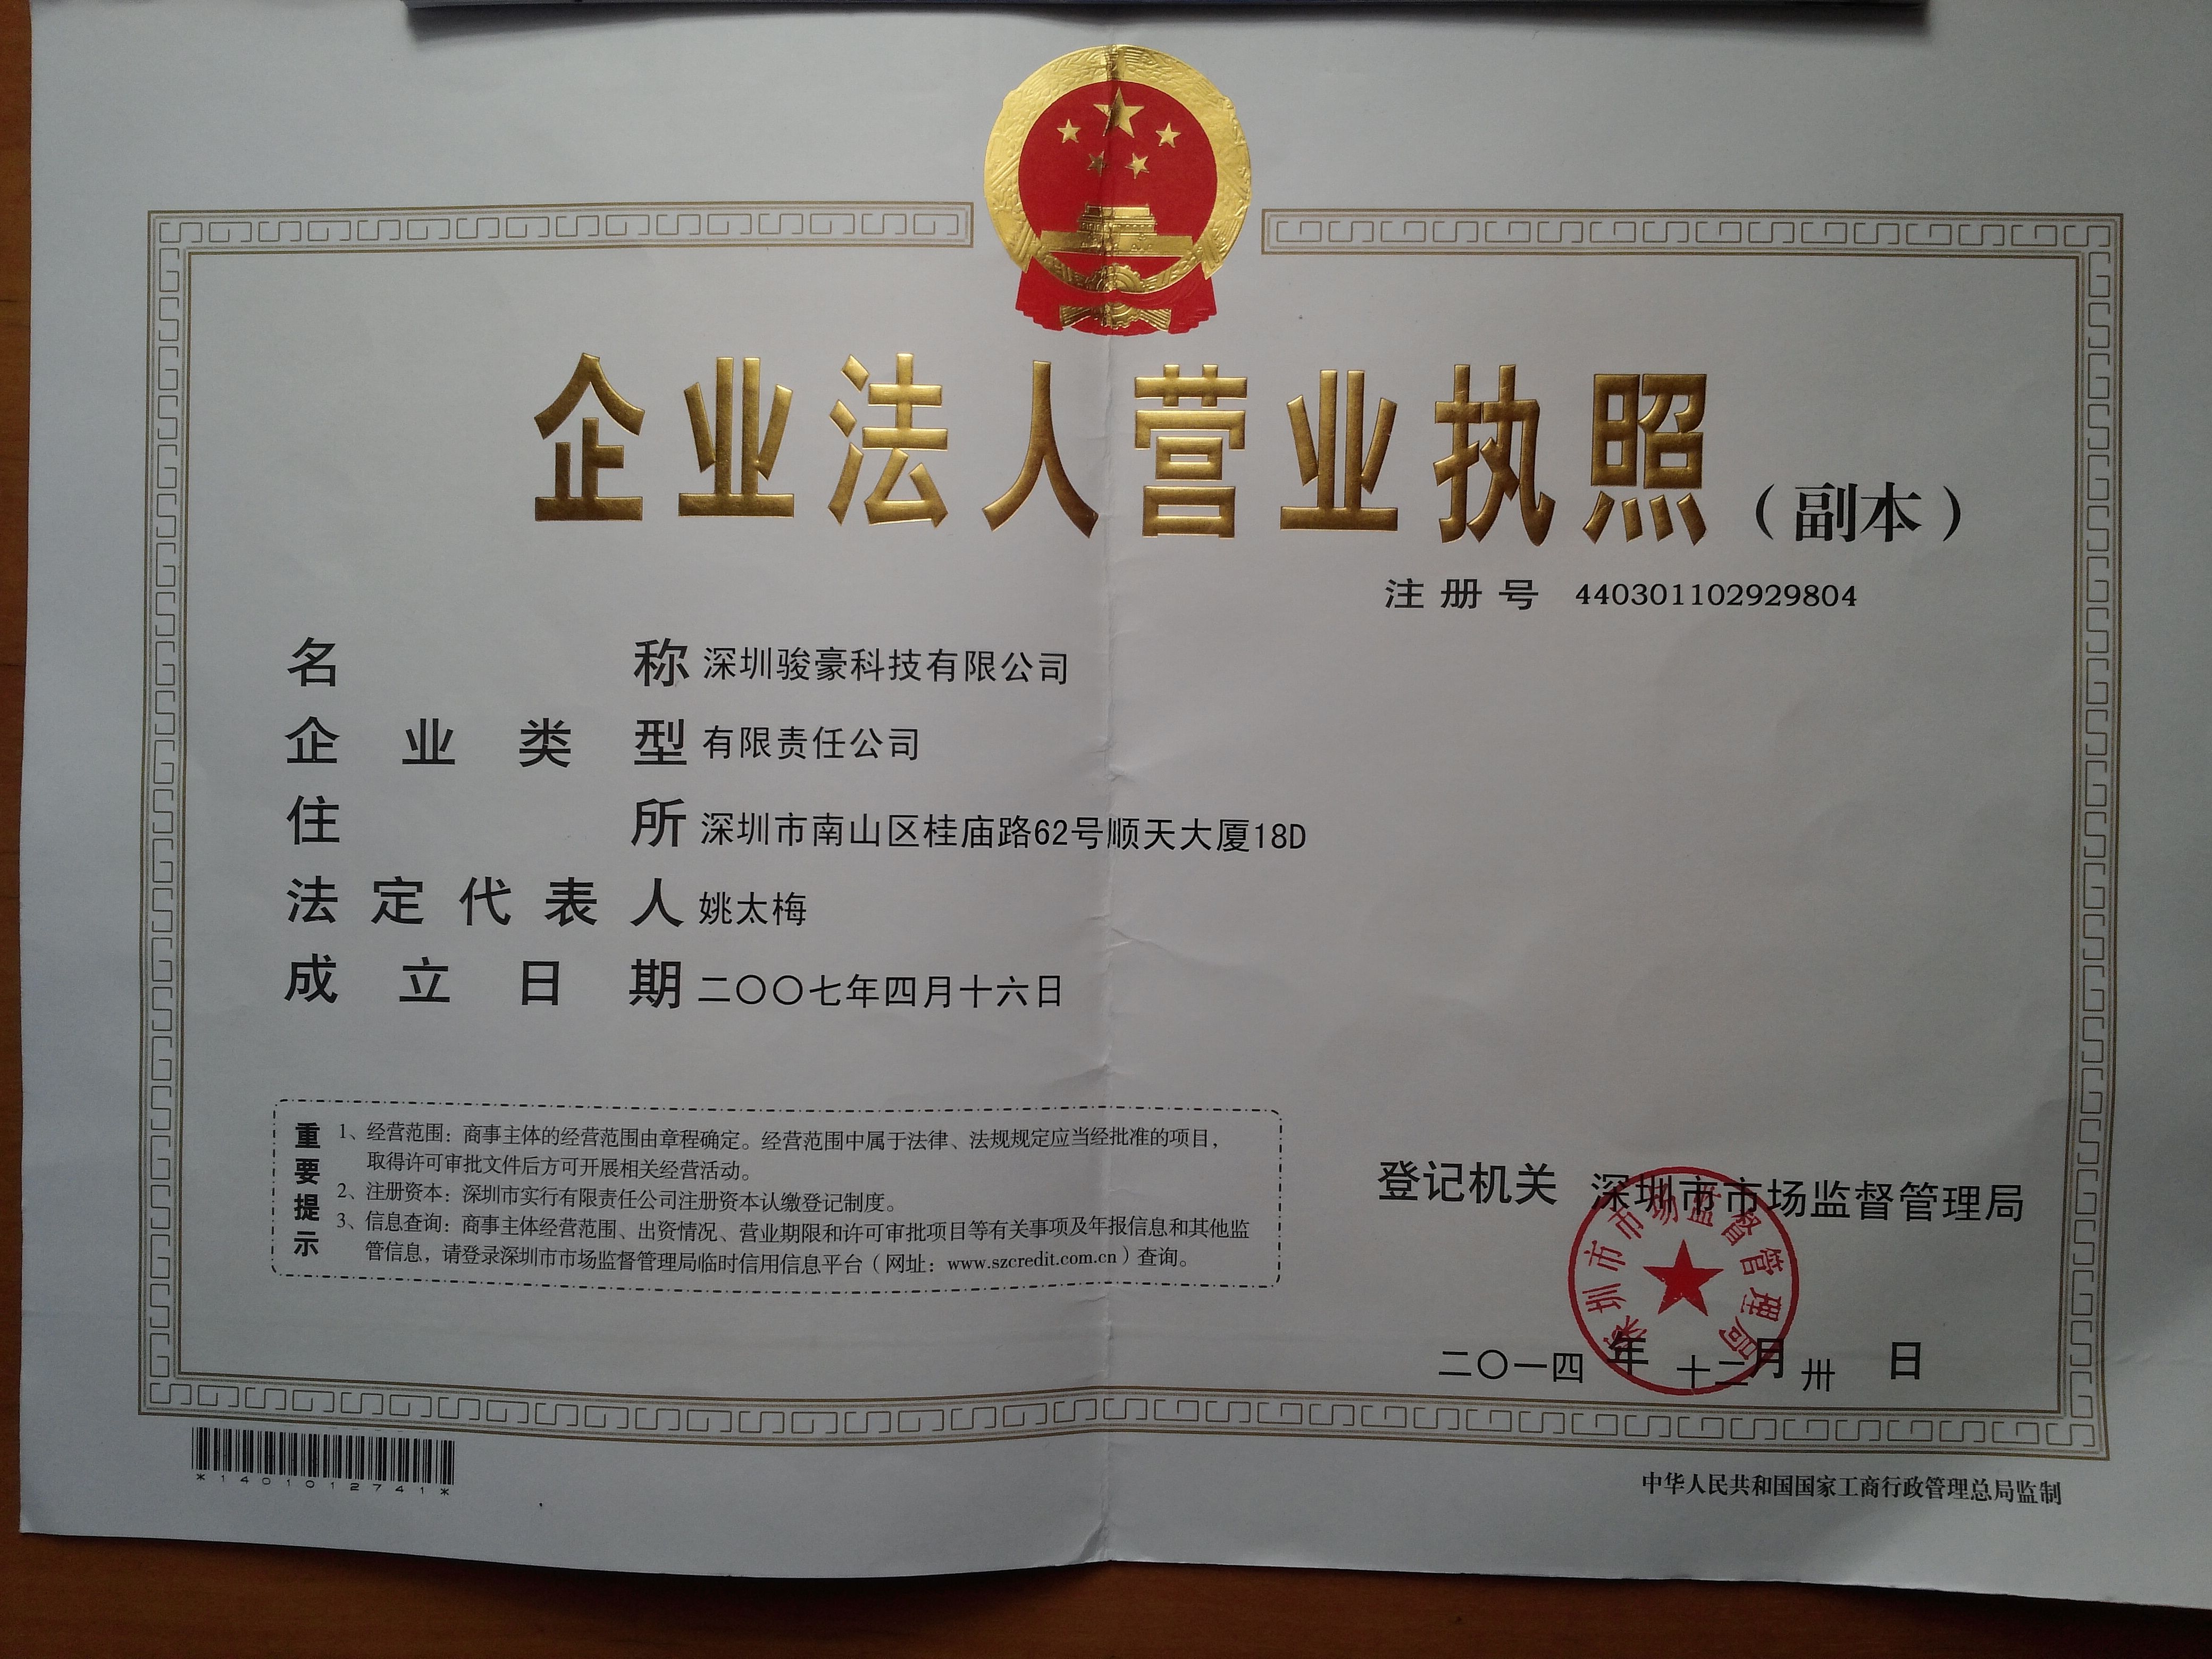 企业法人营业执照（副本）
注册号 440301102929804
名称 深圳骏豪科技有限公司
企业类型 有限责任公司
住所 深圳市南山区桂庙路62号顺天大厦18D
法定代表人 姚太梅
成立日期 二〇〇七年四月十六日
重要提示
1、经营范围：商事主体的经营范围由章程确定。经营范围中属于法律、法规规定应当经批准的项目，
取得许可审批文件后方可开展相关经营活动。
2、注册资本：深圳市实行有限责任公司注册资本认缴登记制度。
3、信息查询：商事主体经营范围、出资情况、营业期限和许可审批项目等有关事项及年报信息和其他监
管信息，请登录深圳市市场监督管理局临时信用信息平台（网址：www.szcredit.com.cn）查询。
登记机关 深圳市市场监督管理局
深圳市市场监督管理局
二〇一四年十二月卅日
*1401012741*
中华人民共和国国家工商行政管理总局监制